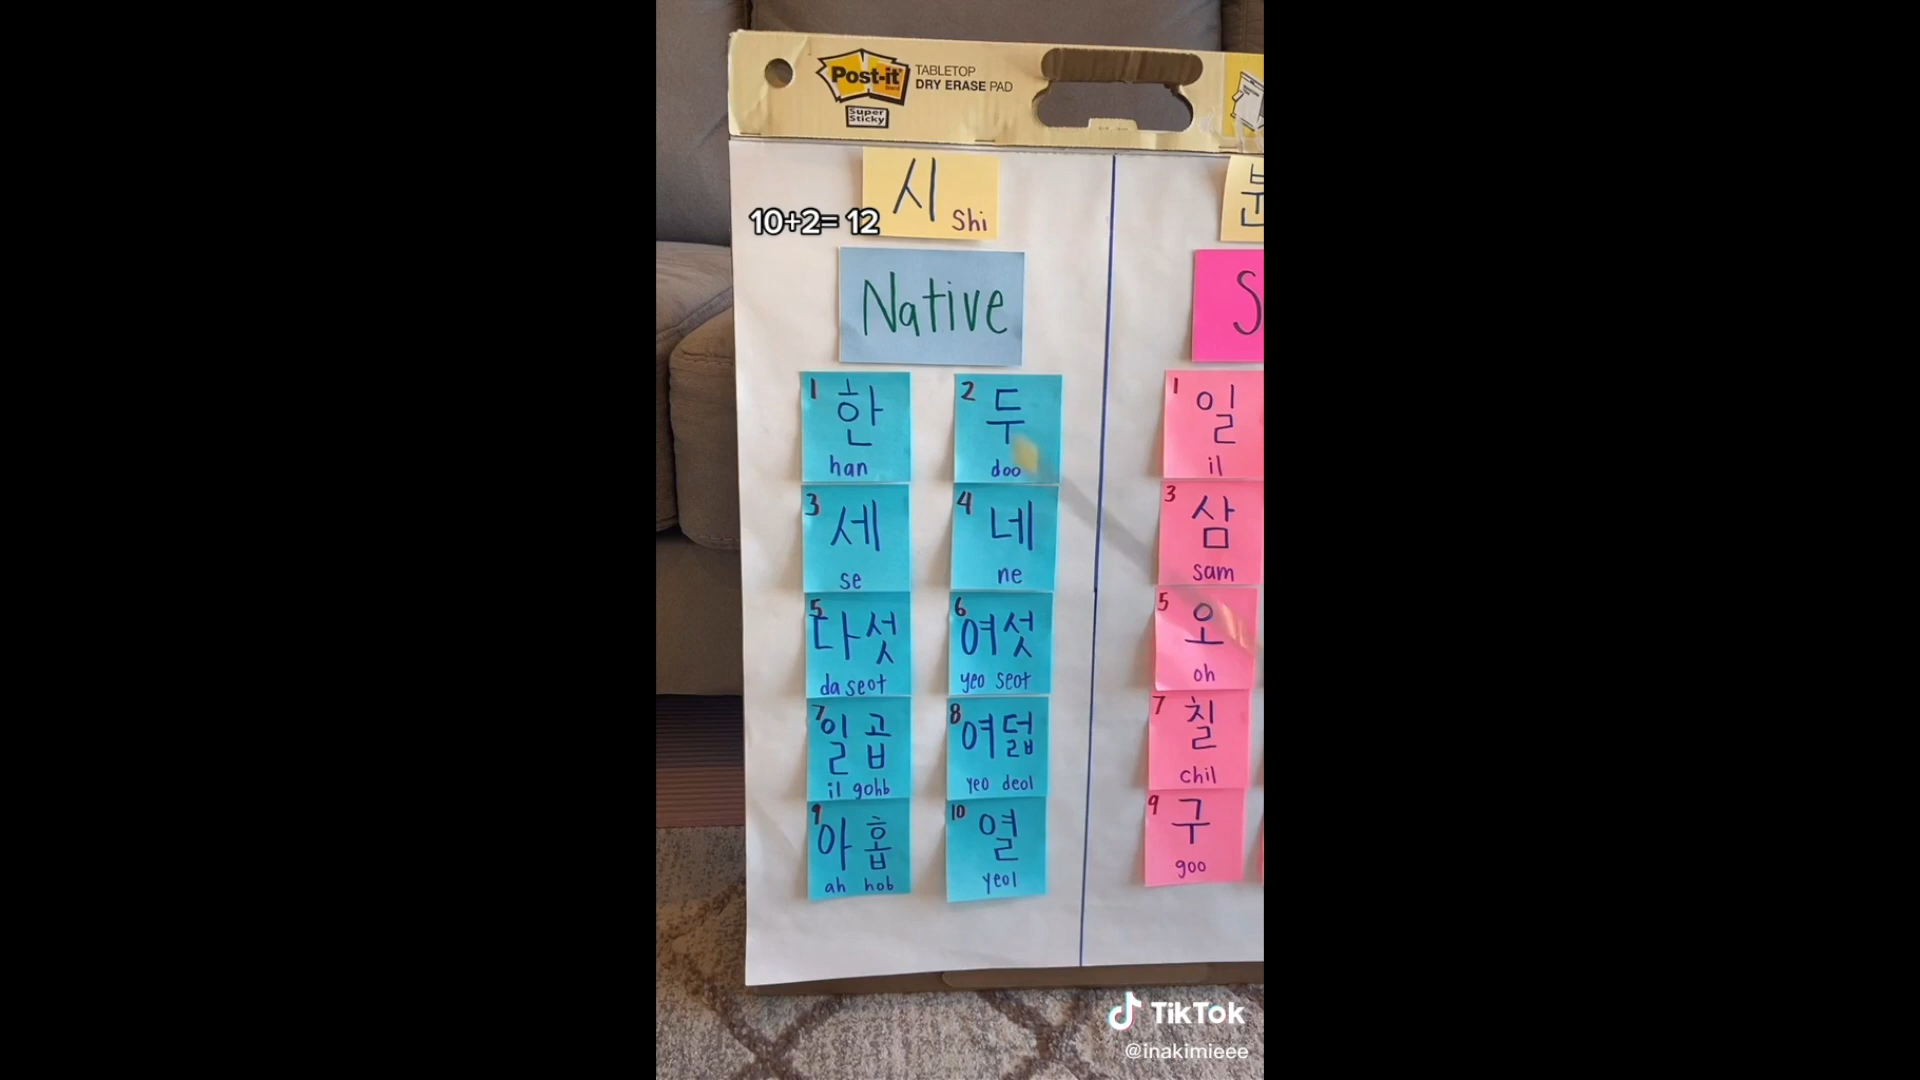 Post-it
Brand
Super
Sticky
TABLETOP
DRY ERASE PAD
시
Shi
10+2= 12
Native
1
한
han
2
두
doo
3
세
se
4
네
ne
5
다섯
da seot
6
여섯
yeo seot
7
일곱
il gohb
8
여덟
yeo deol
9
아홉
ah hob
10
열
yeol
분
S
1
일
il
3
삼
sam
5
오
oh
7
칠
chil
9
구
goo
TikTok
@inakimieee